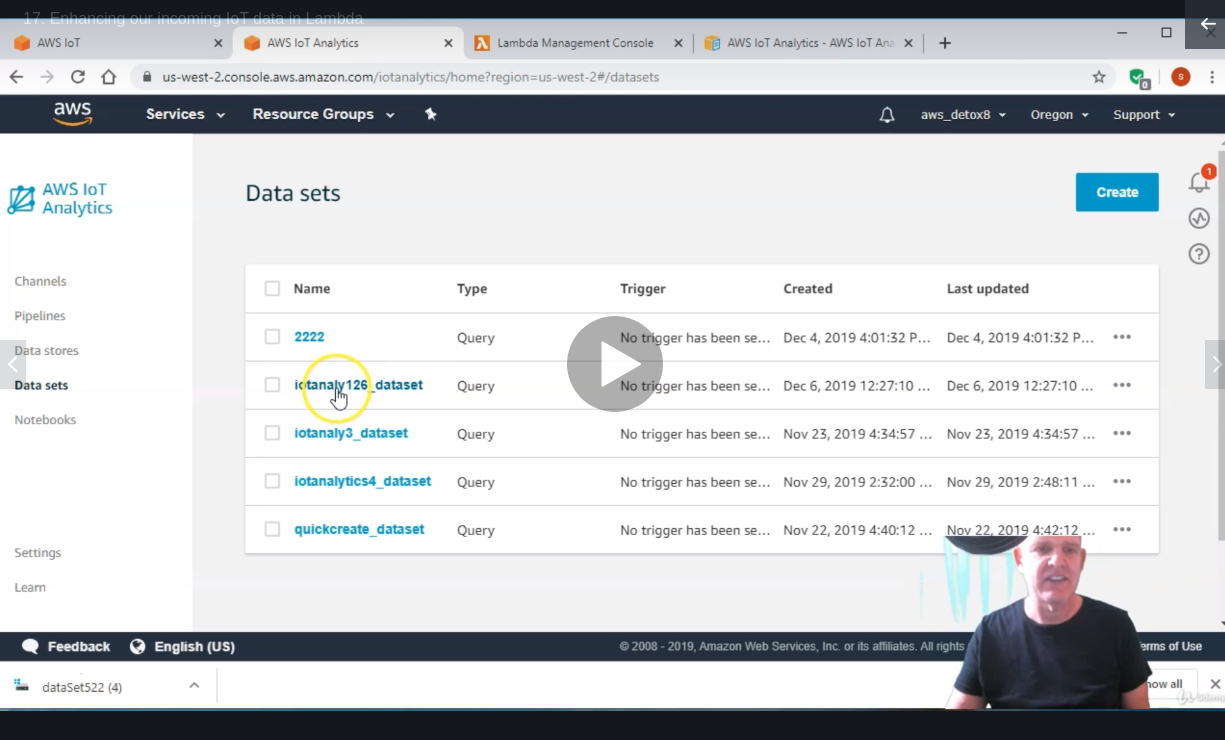 17. Enhancing our incoming IoT data in Lambda
AWS IoT
AWS IoT Analytics
Lambda Management Console
AWS IoT Analytics - AWS IoT Ana
us-west-2.console.aws.amazon.com/iotanalytics/home?region=us-west-2#/datasets
0
S
aws
Services
Resource Groups
aws_detox8
Oregon
Support
AWS IoT
Analytics
Channels
Pipelines
Data stores
Data sets
Notebooks
Settings
Learn
Data sets
Create
1
Name Type Trigger Created Last updated
2222 Query No trigger has been se... Dec 4, 2019 4:01:32 P... Dec 4, 2019 4:01:32 P...
iotanaly126_dataset Query No trigger has been se... Dec 6, 2019 12:27:10 ... Dec 6, 2019 12:27:10 ...
iotanaly3_dataset Query No trigger has been se... Nov 23, 2019 4:34:57 ... Nov 23, 2019 4:34:57 ...
iotanalytics4_dataset Query No trigger has been se... Nov 29, 2019 2:32:00 ... Nov 29, 2019 2:48:11 ...
quickcreate_dataset Query No trigger has been se... Nov 22, 2019 4:40:12 ... Nov 22, 2019 4:42:12 ...
Feedback
English (US)
© 2008 - 2019, Amazon Web Services, Inc. or its affiliates. All rights
erms of Use
dataSet522 (4)
how all
Udemy